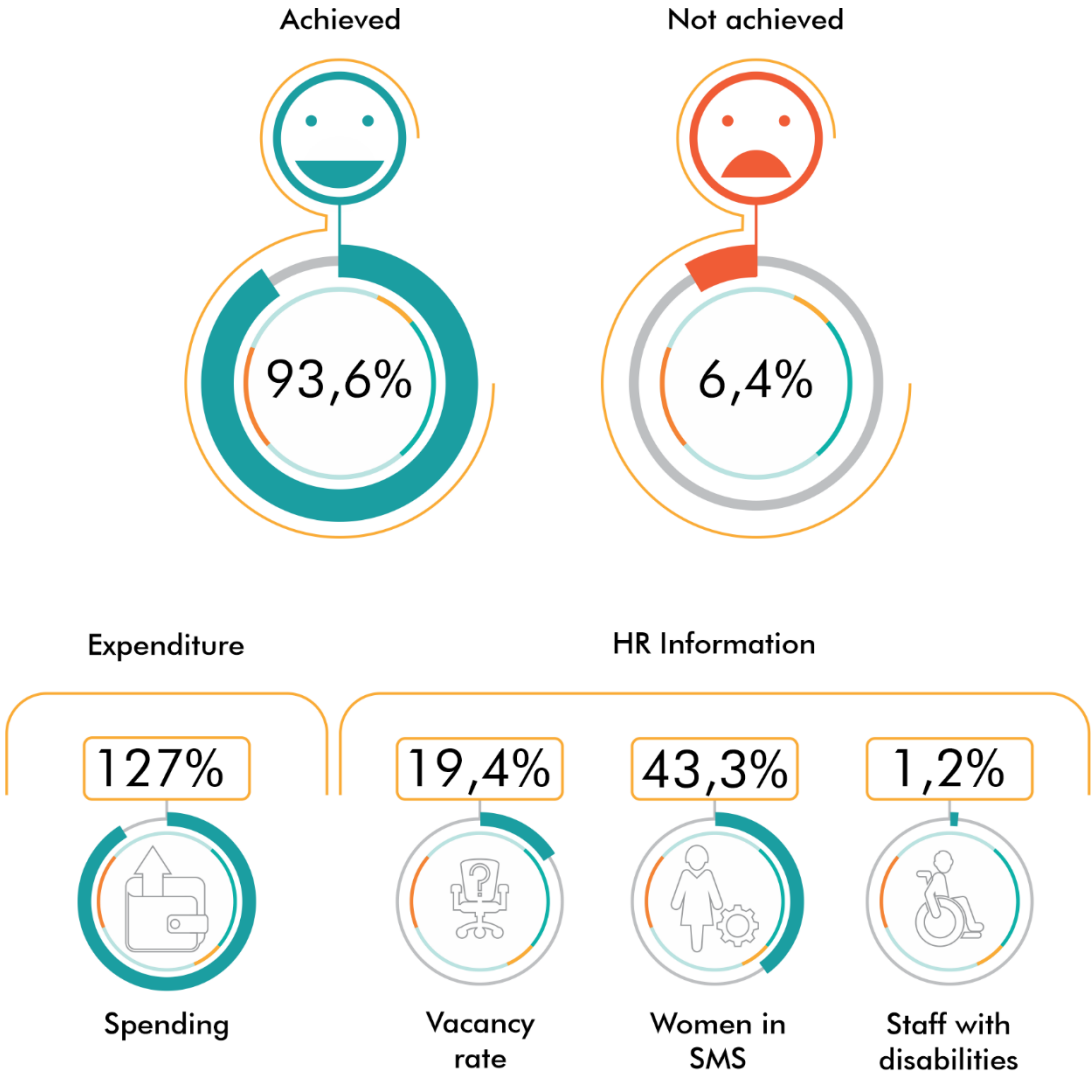 Achieved
Not achieved
93,6%
6,4%
Expenditure
HR Information
127%
19,4%
43,3%
1,2%
?
Spending
Vacancy
rate
Women in
SMS
Staff with
disabilities